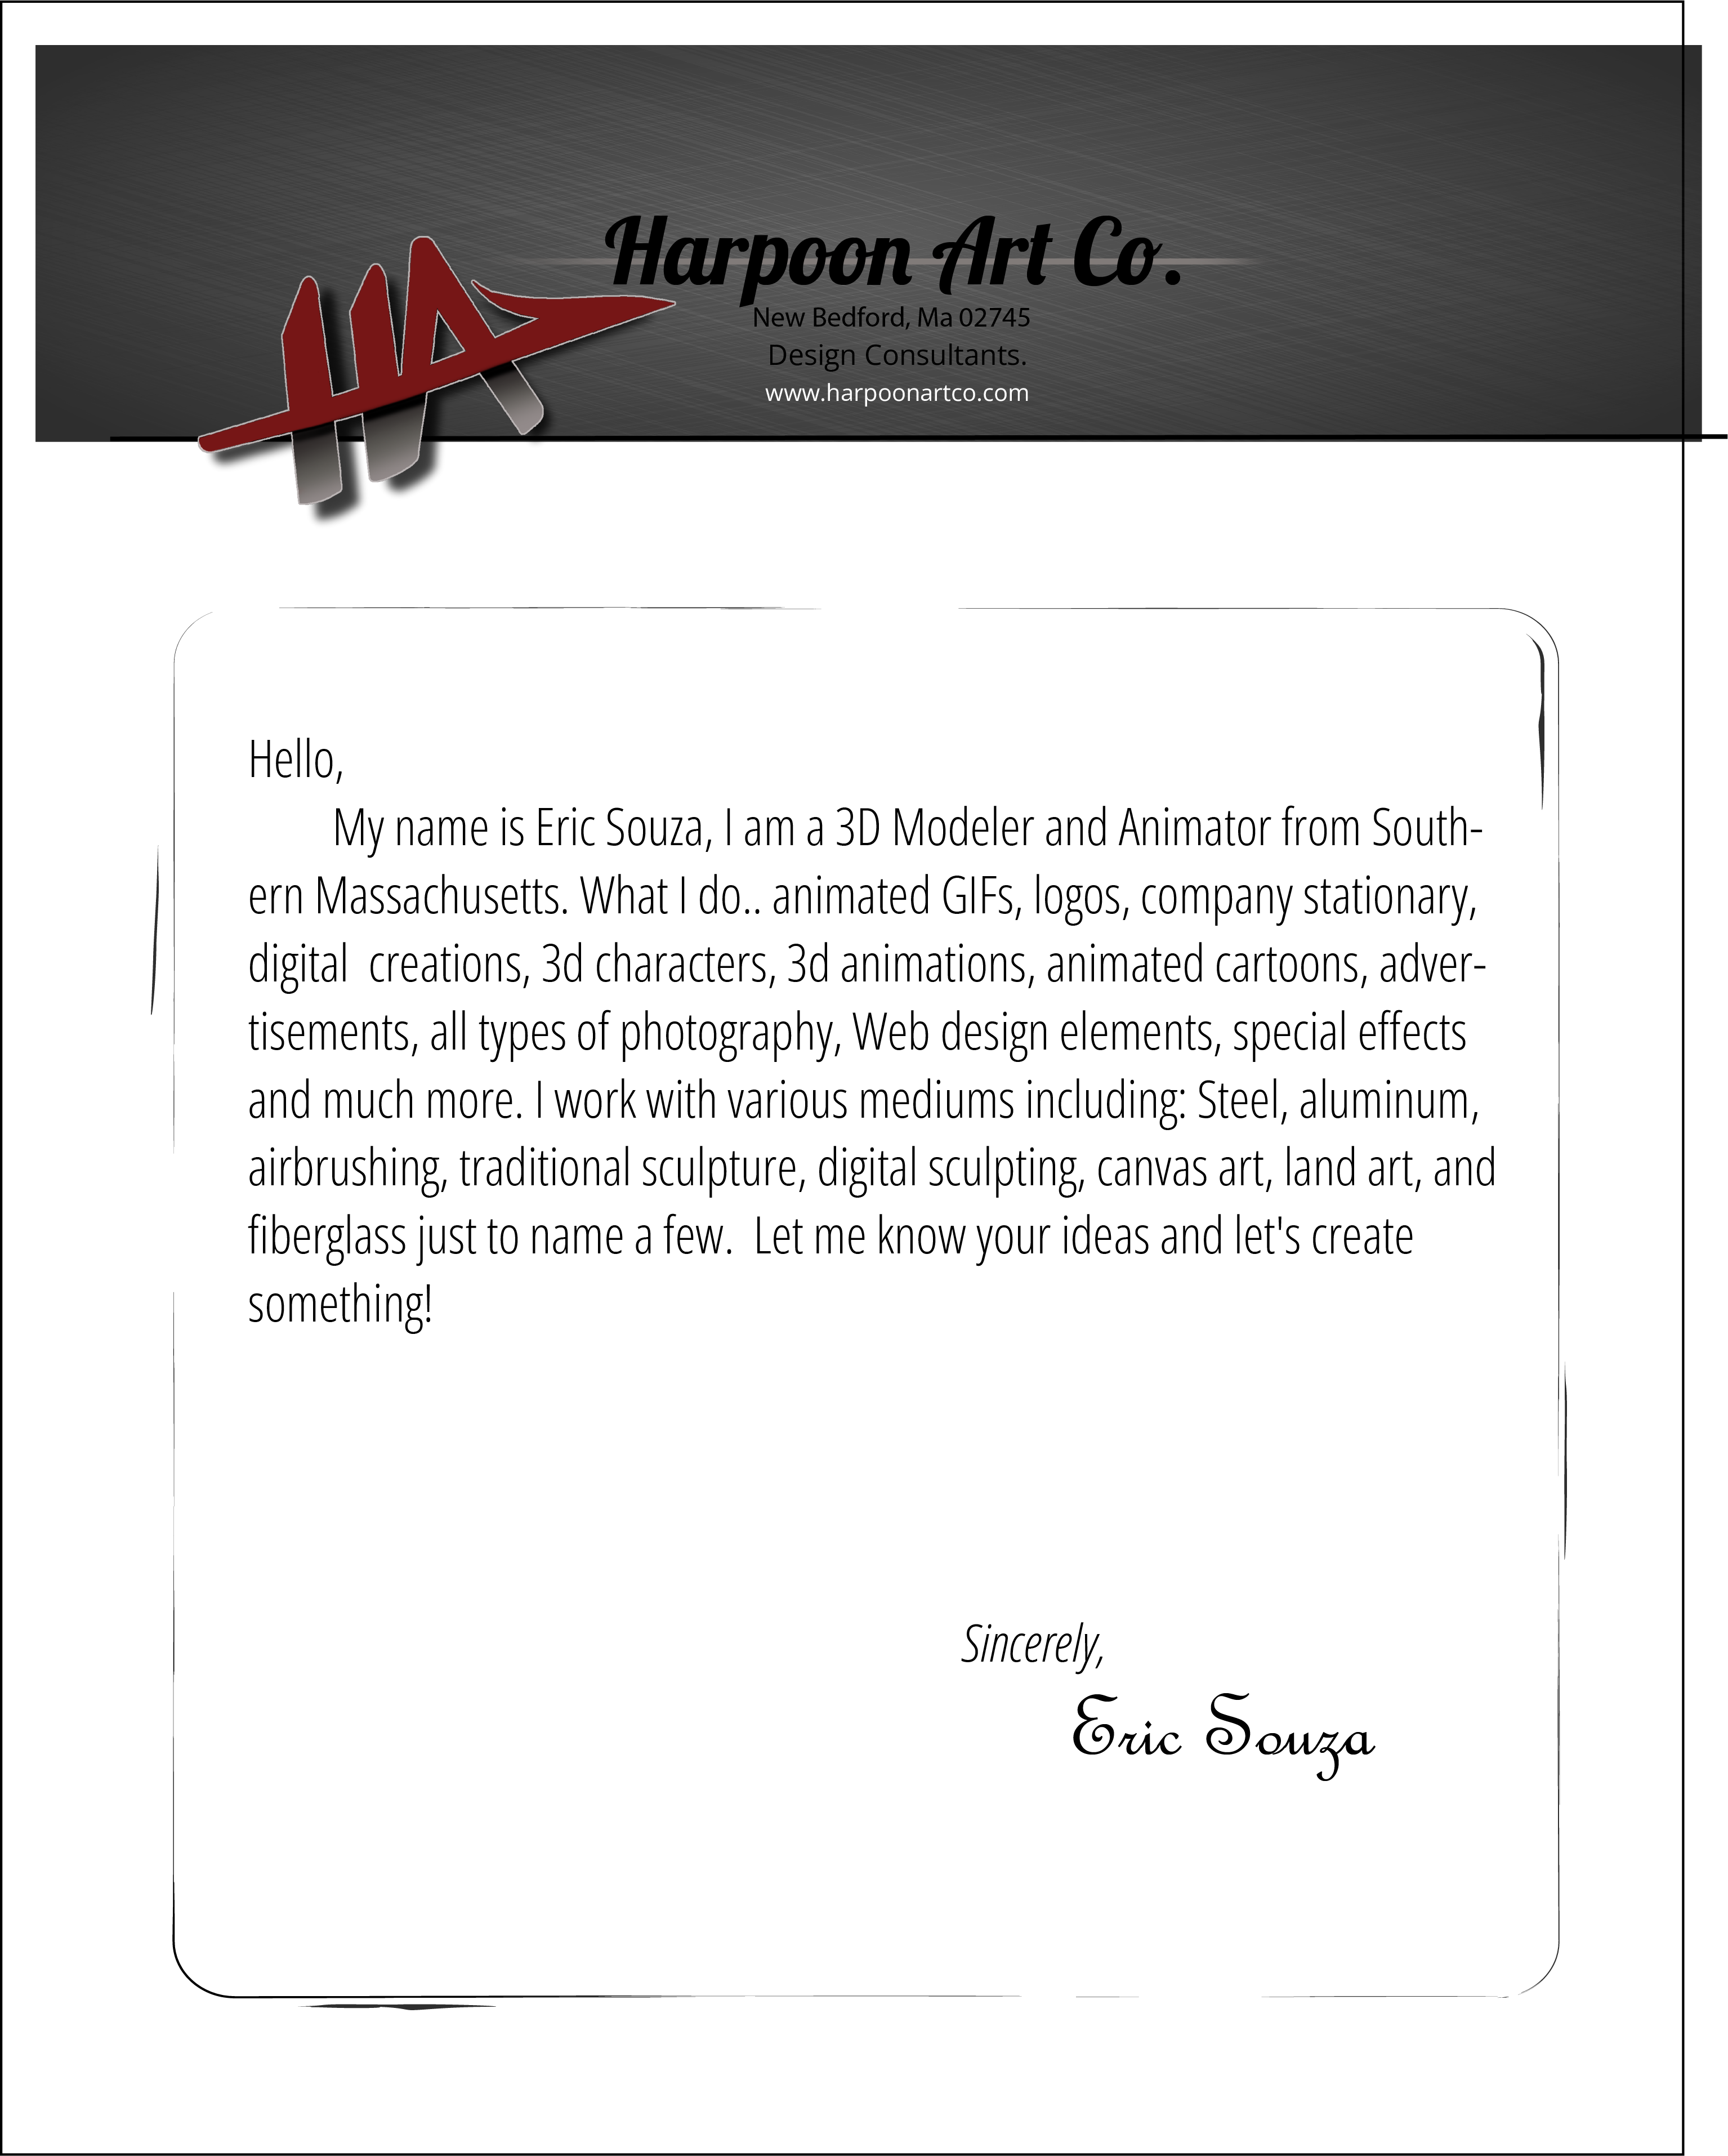 Harpoon Art Co.
New Bedford, Ma 02745
Design Consultants.
www.harpoonartco.com
HA
Hello,
My name is Eric Souza, I am a 3D Modeler and Animator from South-
ern Massachusetts. What I do.. animated GIFs, logos, company stationary,
digital  creations, 3d characters, 3d animations, animated cartoons, adver-
tisements, all types of photography, Web design elements, special effects
and much more. I work with various mediums including: Steel, aluminum,
airbrushing, traditional sculpture, digital sculpting, canvas art, land art, and
fiberglass just to name a few.  Let me know your ideas and let's create
something!
Sincerely,
Eric Souza